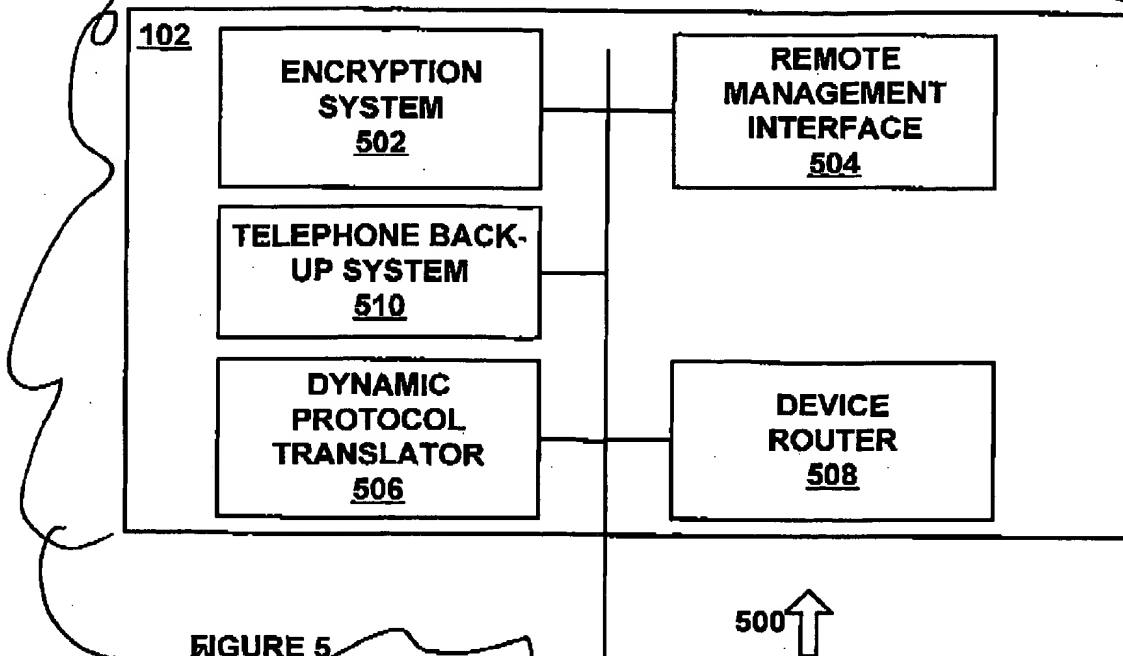 102
ENCRYPTION
SYSTEM
502
REMOTE
MANAGEMENT
INTERFACE
504
TELEPHONE BACK-
UP SYSTEM
510
DYNAMIC
PROTOCOL
TRANSLATOR
506
DEVICE
ROUTER
508
500
FIGURE 5